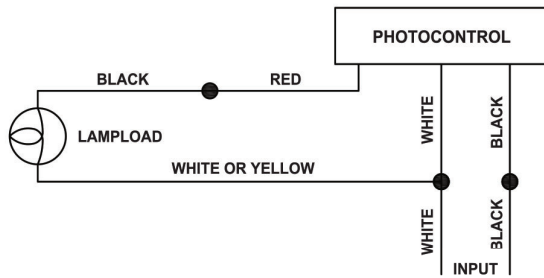 PHOTOCONTROL
BLACK
RED
WHITE
BLACK
LAMPLOAD
WHITE OR YELLOW
WHITE
BLACK
INPUT